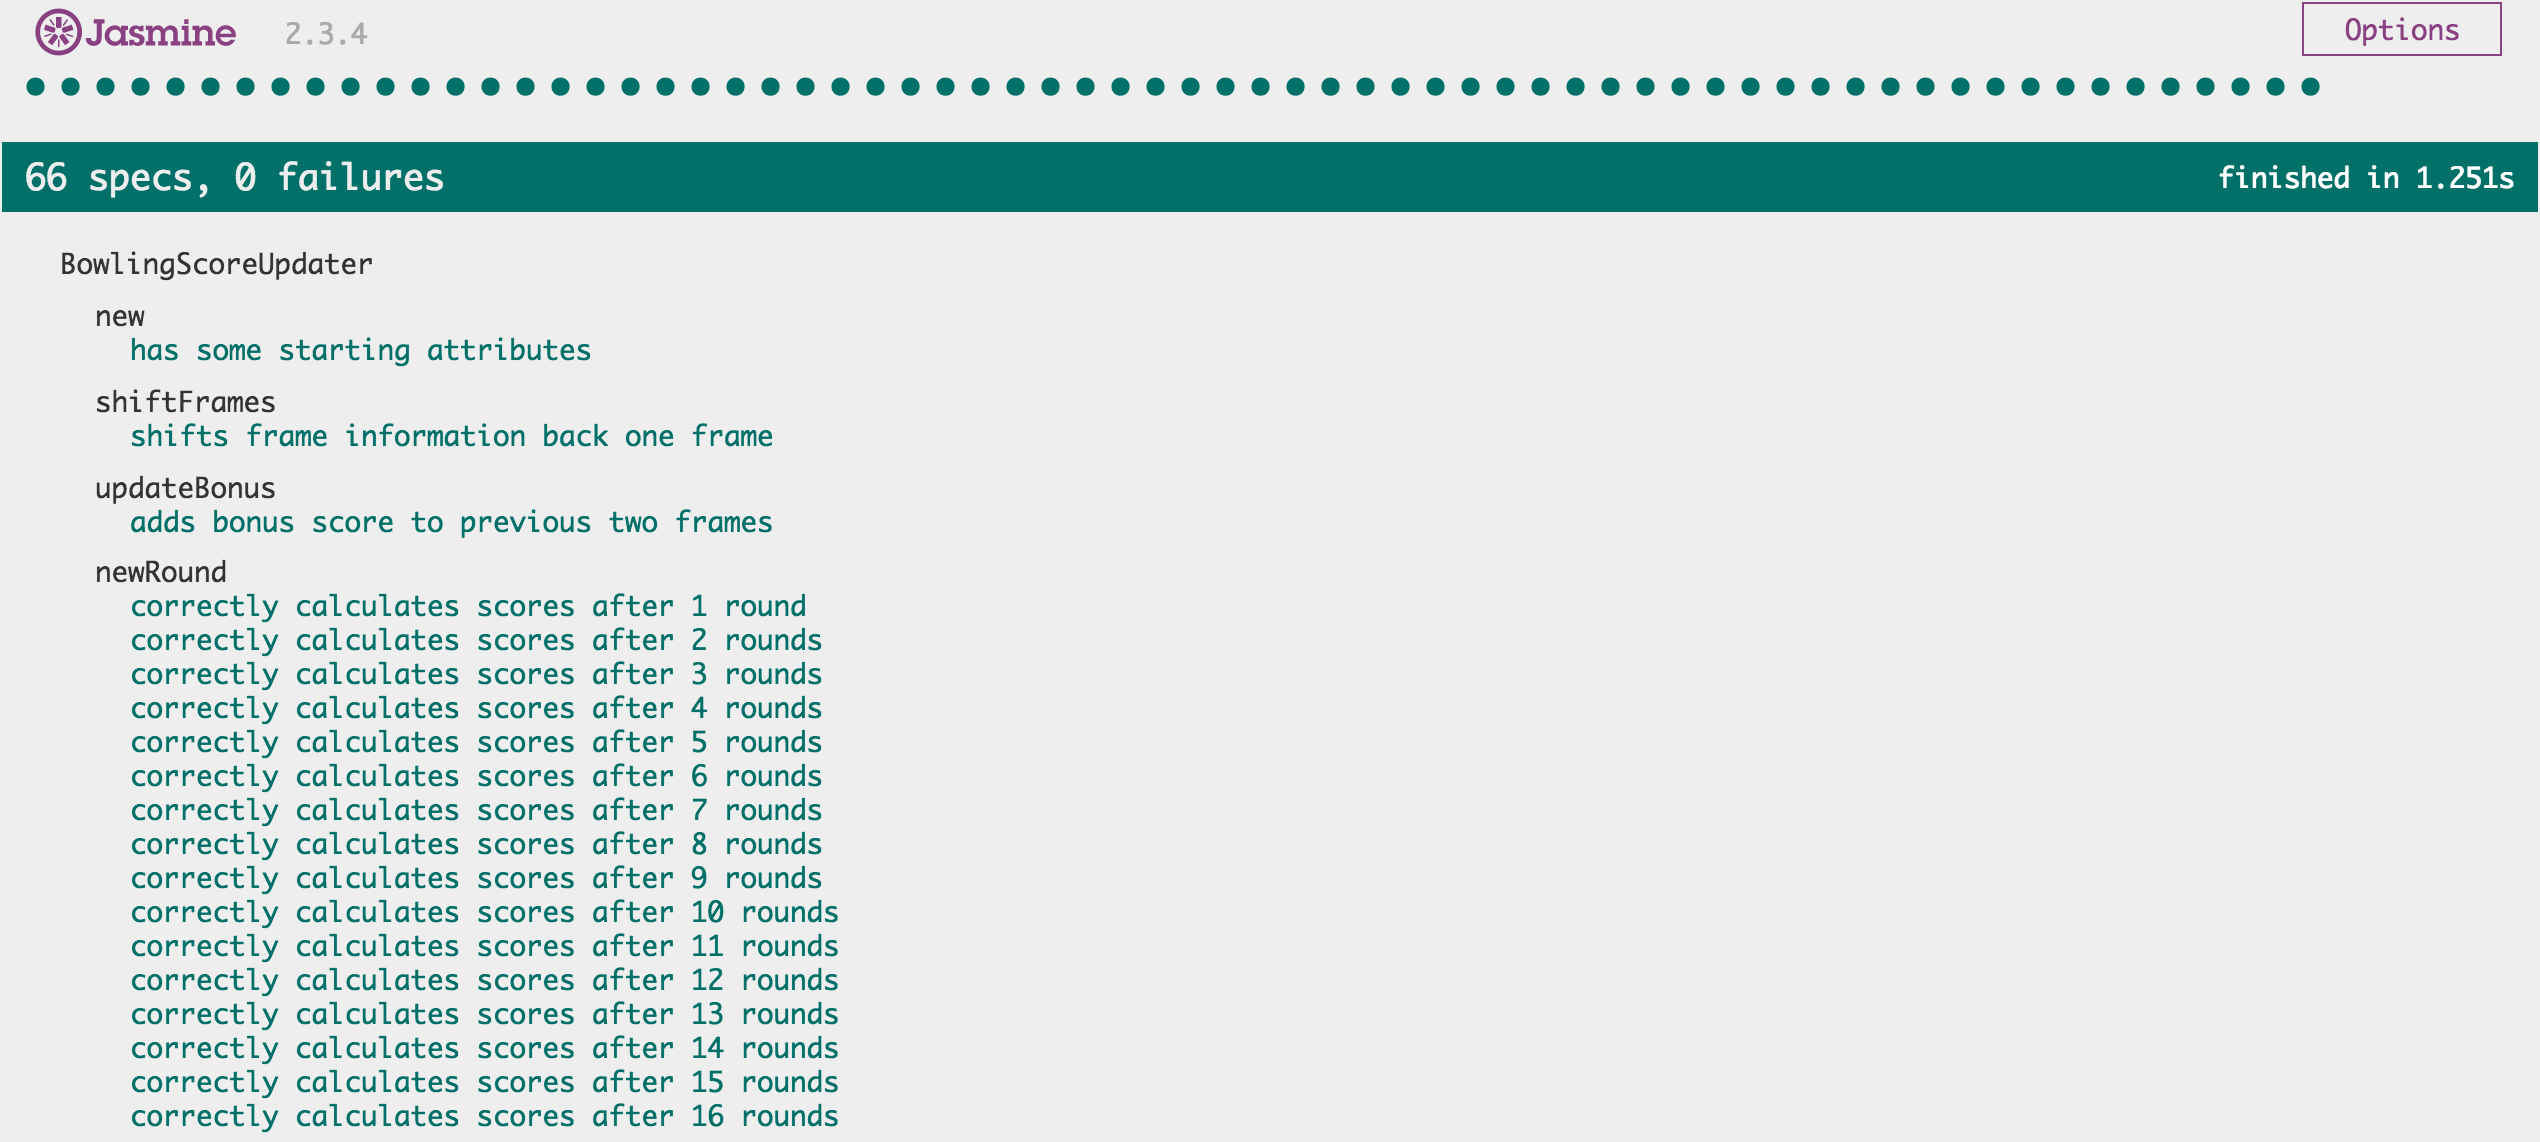 Jasmine 2.3.4 Options
66 specs, 0 failures finished in 1.251s
BowlingScoreUpdater
new
has some starting attributes
shiftFrames
shifts frame information back one frame
updateBonus
adds bonus score to previous two frames
newRound
correctly calculates scores after 1 round
correctly calculates scores after 2 rounds
correctly calculates scores after 3 rounds
correctly calculates scores after 4 rounds
correctly calculates scores after 5 rounds
correctly calculates scores after 6 rounds
correctly calculates scores after 7 rounds
correctly calculates scores after 8 rounds
correctly calculates scores after 9 rounds
correctly calculates scores after 10 rounds
correctly calculates scores after 11 rounds
correctly calculates scores after 12 rounds
correctly calculates scores after 13 rounds
correctly calculates scores after 14 rounds
correctly calculates scores after 15 rounds
correctly calculates scores after 16 rounds